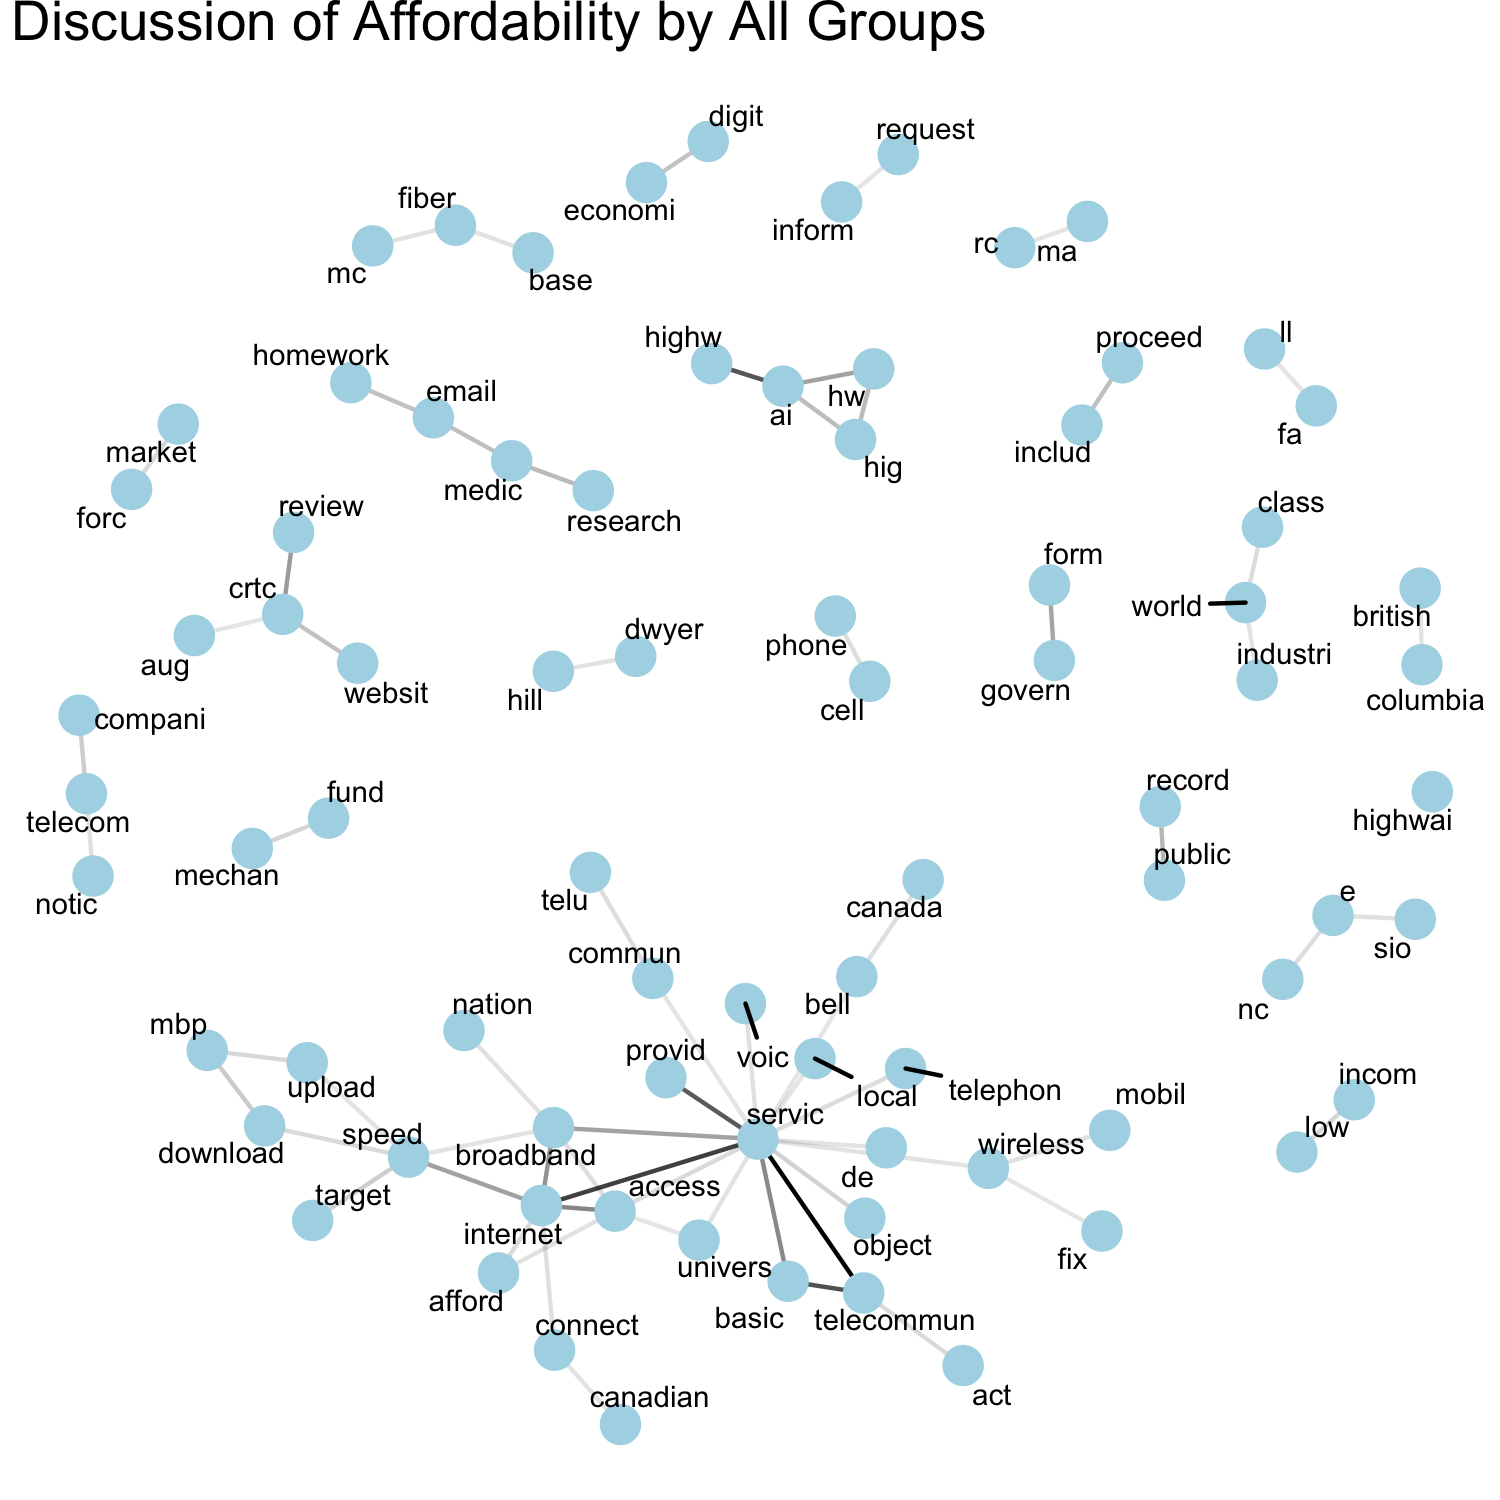 Discussion of Affordability by All Groups
digit
request
fiber
economi
inform
rc
ma
mc
base
highw
proceed
ll
homework
email
hw
ai
market
includ
fa
medic
hig
forc
review
research
class
crtc
form
world
british
phone
dwyer
aug
industri
websit
hill
cell
govern
columbia
compani
telecom
fund
record
highwai
mechan
public
notic
telu
canada
e
commun
sio
nation
bell
nc
mbp
provid
voic
upload
local
telephon
mobil
incom
servic
low
speed
wireless
download
broadband
de
target
access
internet
object
fix
univers
afford
basic
telecommun
connect
canadian
act